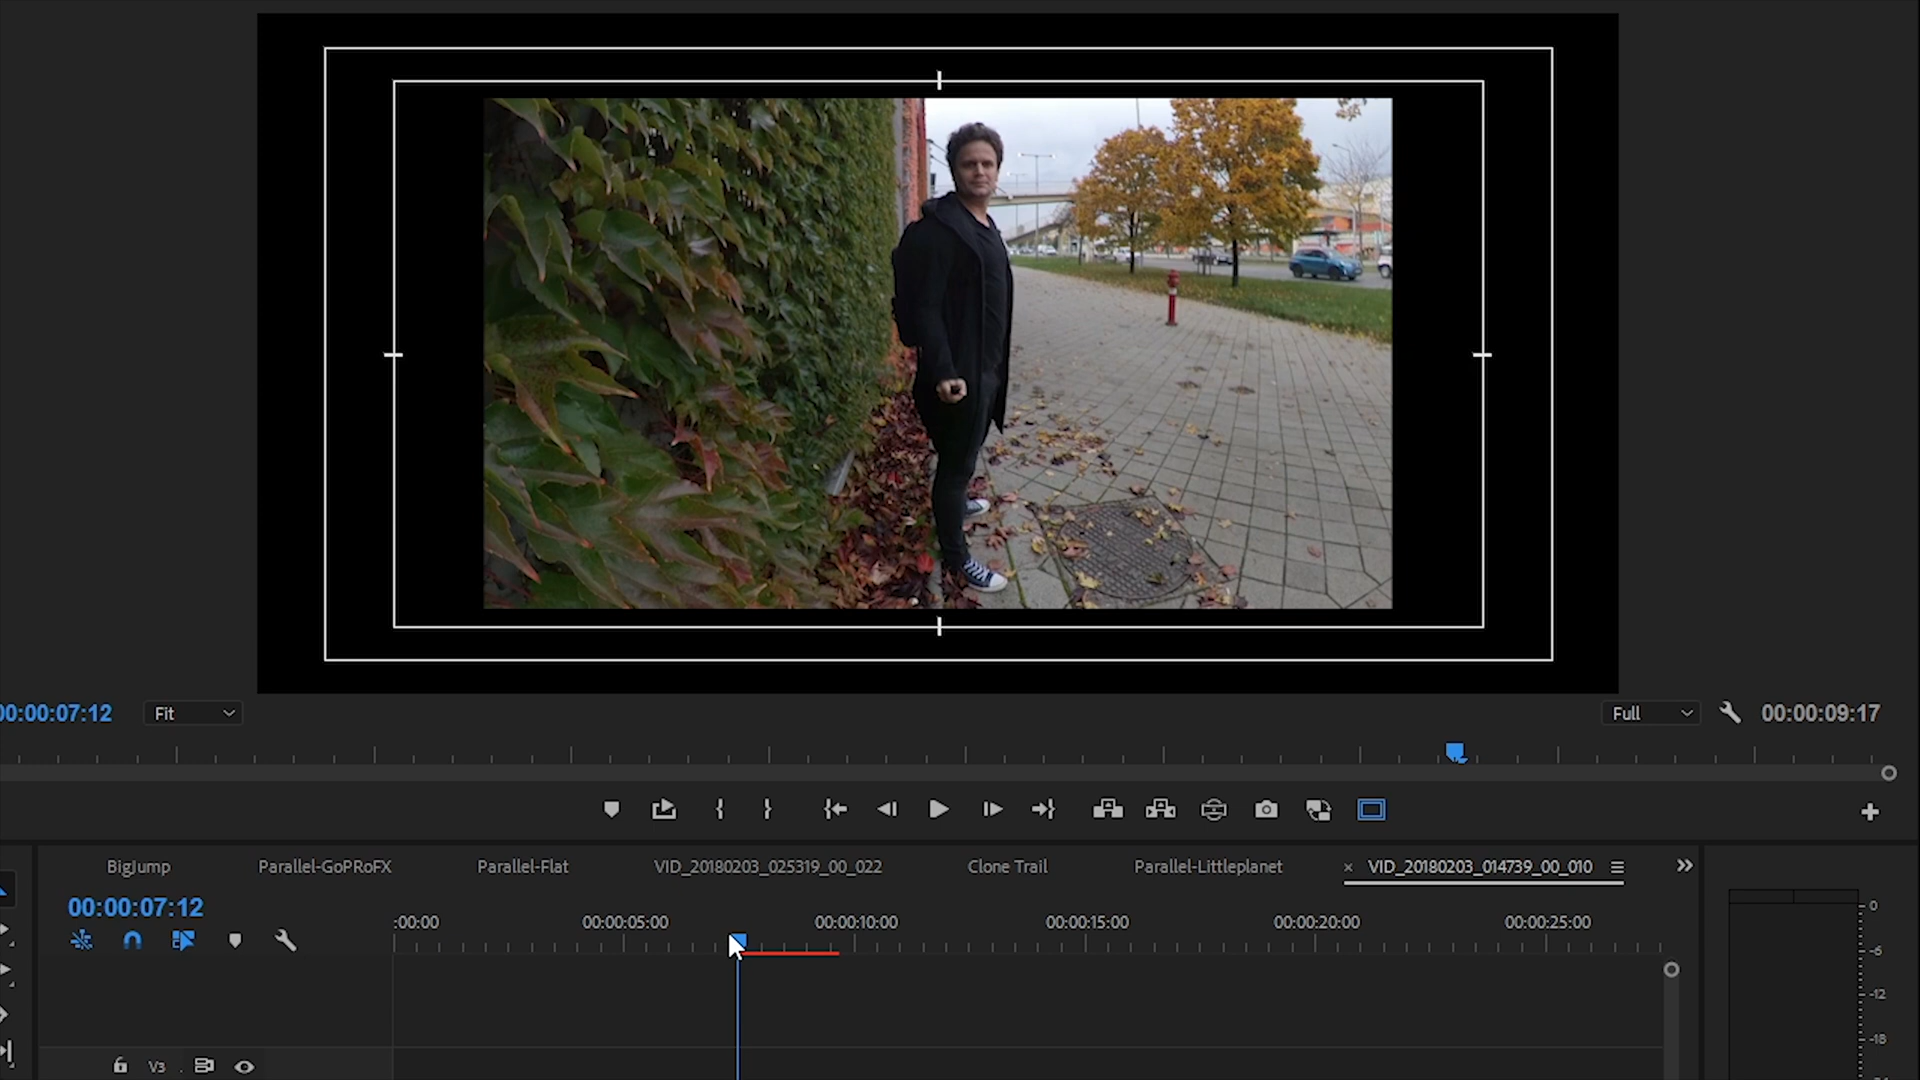 00:00:07:12 Fit Full 00:00:09:17
BigJump Parallel-GoPRoFX Parallel-Flat VID_20180203_025319_00_022 Clone Trail Parallel-Littleplanet × VID_20180203_014739_00_010
00:00:07:12
:00:00 00:00:05:00 00:00:10:00 00:00:15:00 00:00:20:00 00:00:25:00
0
-6
-12
-18
V3